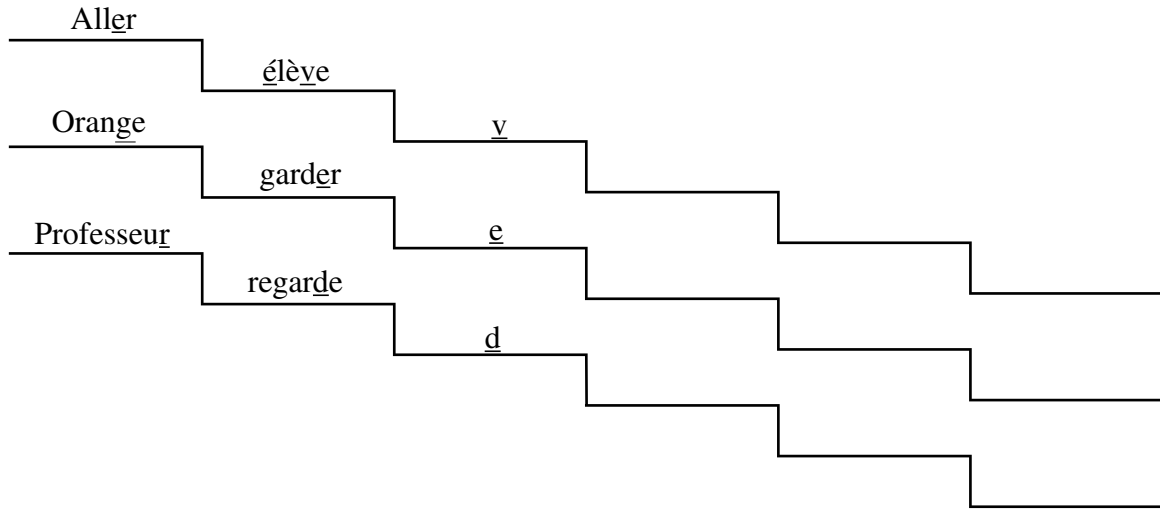 Aller
élève
v
Orange
garder
e
Professeur
regarde
d